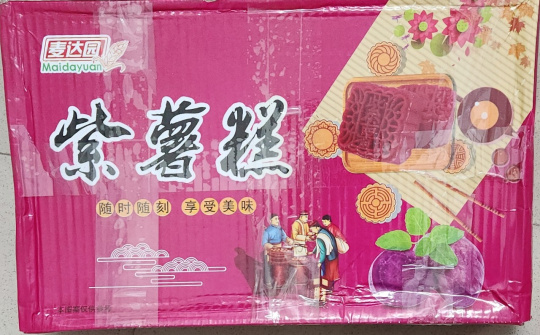 麦达园
Maidayuan
紫薯糕
随时随刻 享受美味